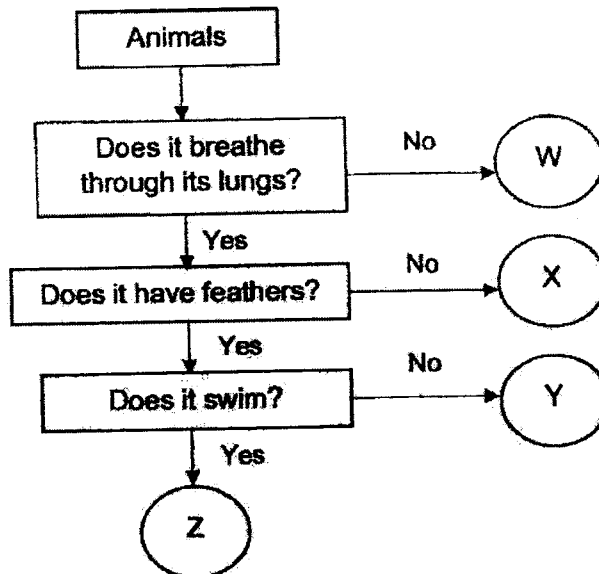 Animals
Does it breathe
through its lungs?
No
W
Yes
Does it have feathers?
No
X
Yes
Does it swim?
No
Y
Yes
Z